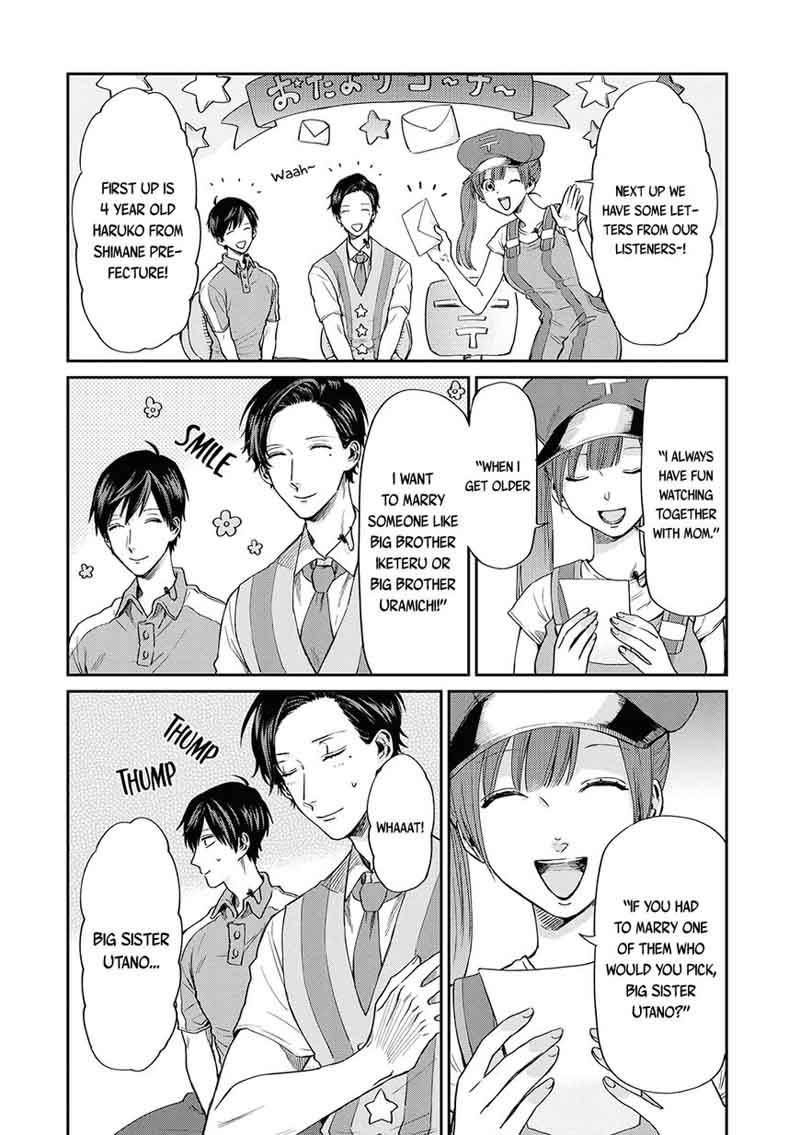 おたよりコ～ナ～
NEXT UP WE
HAVE SOME LET-
TERS FROM OUR
LISTENERS~!
〒
Waah~
〒
FIRST UP IS
4 YEAR OLD
HARUKO FROM
SHIMANE PRE-
FECTURE!
〒
"I ALWAYS
HAVE FUN
WATCHING
TOGETHER
WITH MOM."
"WHEN I
GET OLDER
I WANT
TO MARRY
SOMEONE LIKE
BIG BROTHER
IKETERU OR
BIG BROTHER
URAMICHI!"
SMILE
"IF YOU HAD
TO MARRY ONE
OF THEM WHO
WOULD YOU PICK,
BIG SISTER
UTANO?"
WHAAAT!
THUMP
THUMP
BIG SISTER
UTANO...